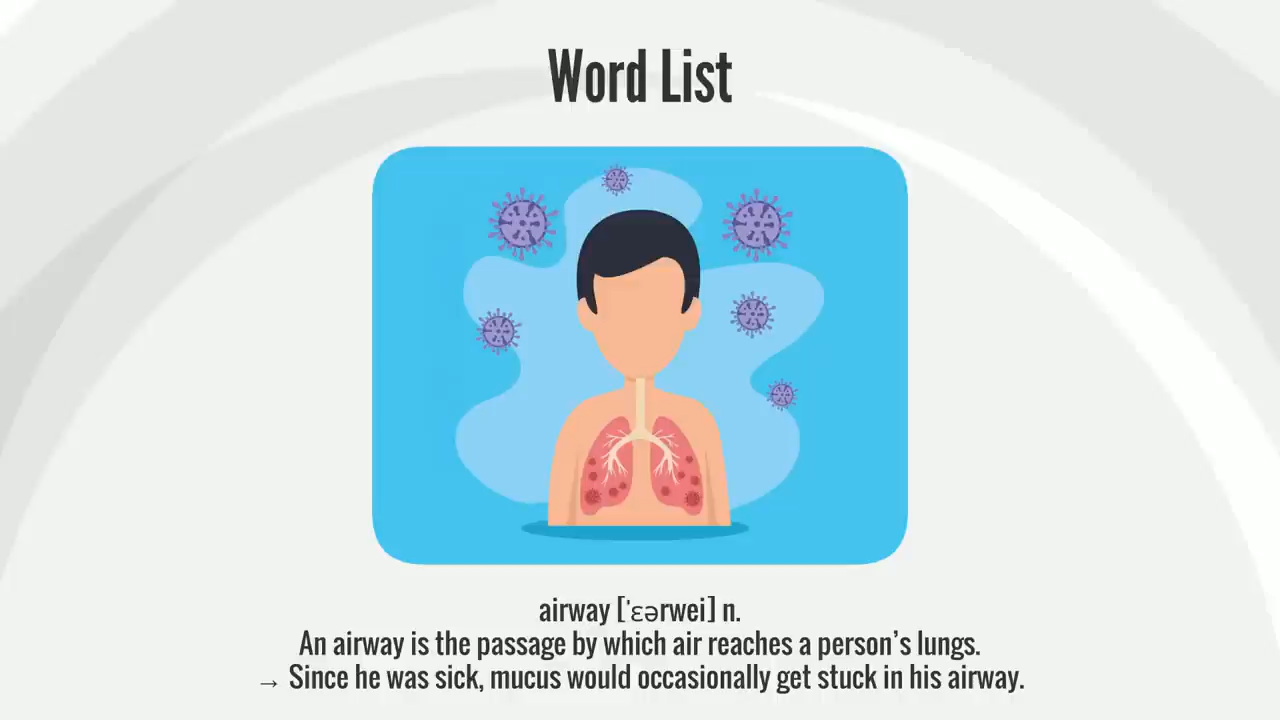 Word List
airway [ˈɛərwei] n.
An airway is the passage by which air reaches a person’s lungs.
→ Since he was sick, mucus would occasionally get stuck in his airway.